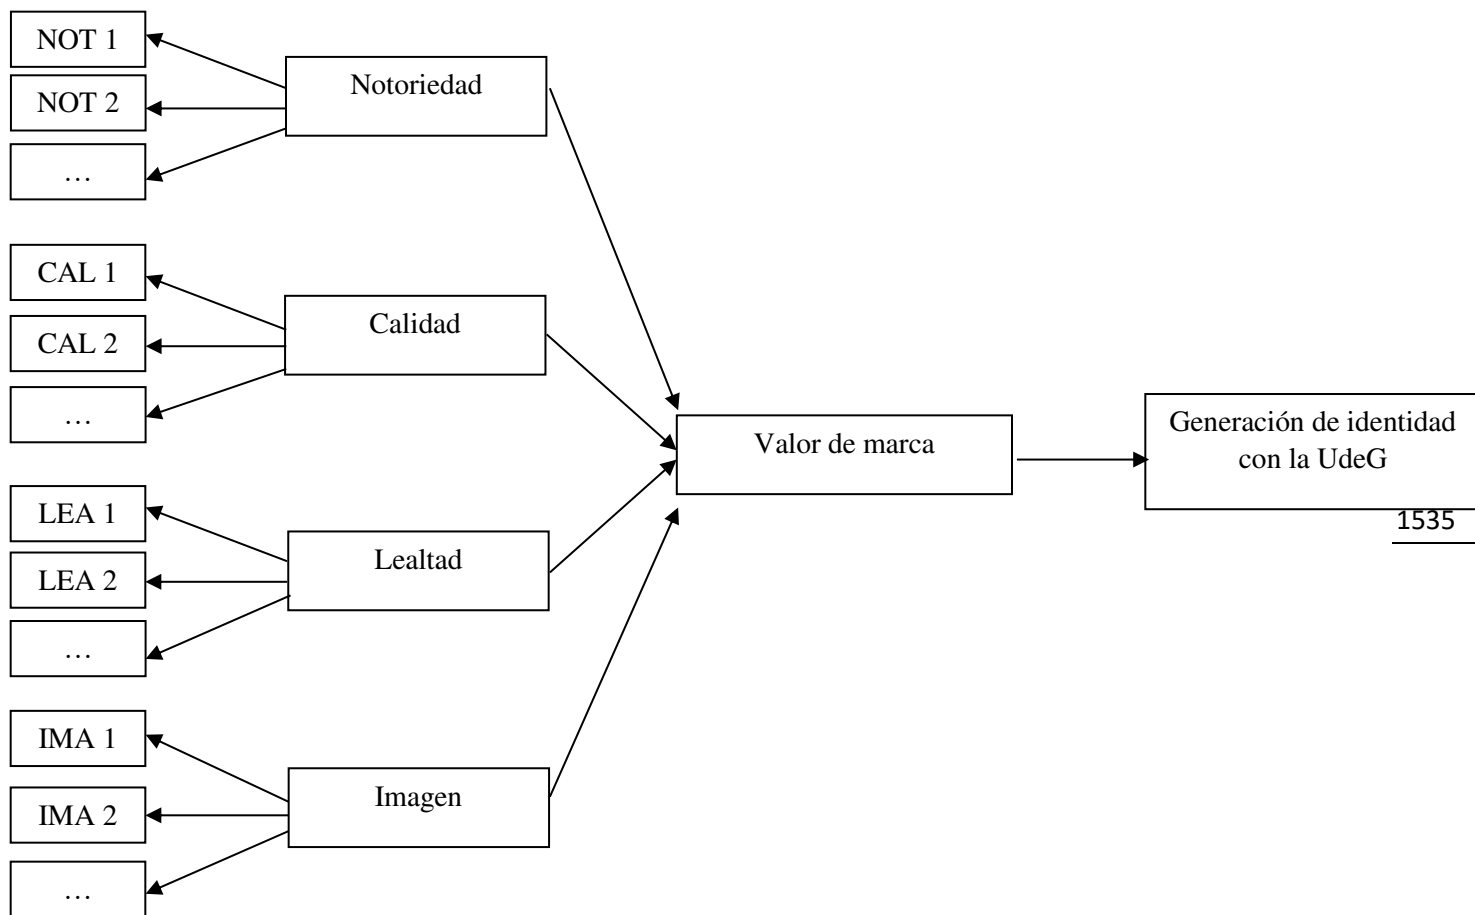 NOT 1
NOT 2
…
Notoriedad
CAL 1
CAL 2
…
Calidad
LEA 1
LEA 2
…
Lealtad
IMA 1
IMA 2
…
Imagen
Valor de marca
Generación de identidad
con la UdeG
1535